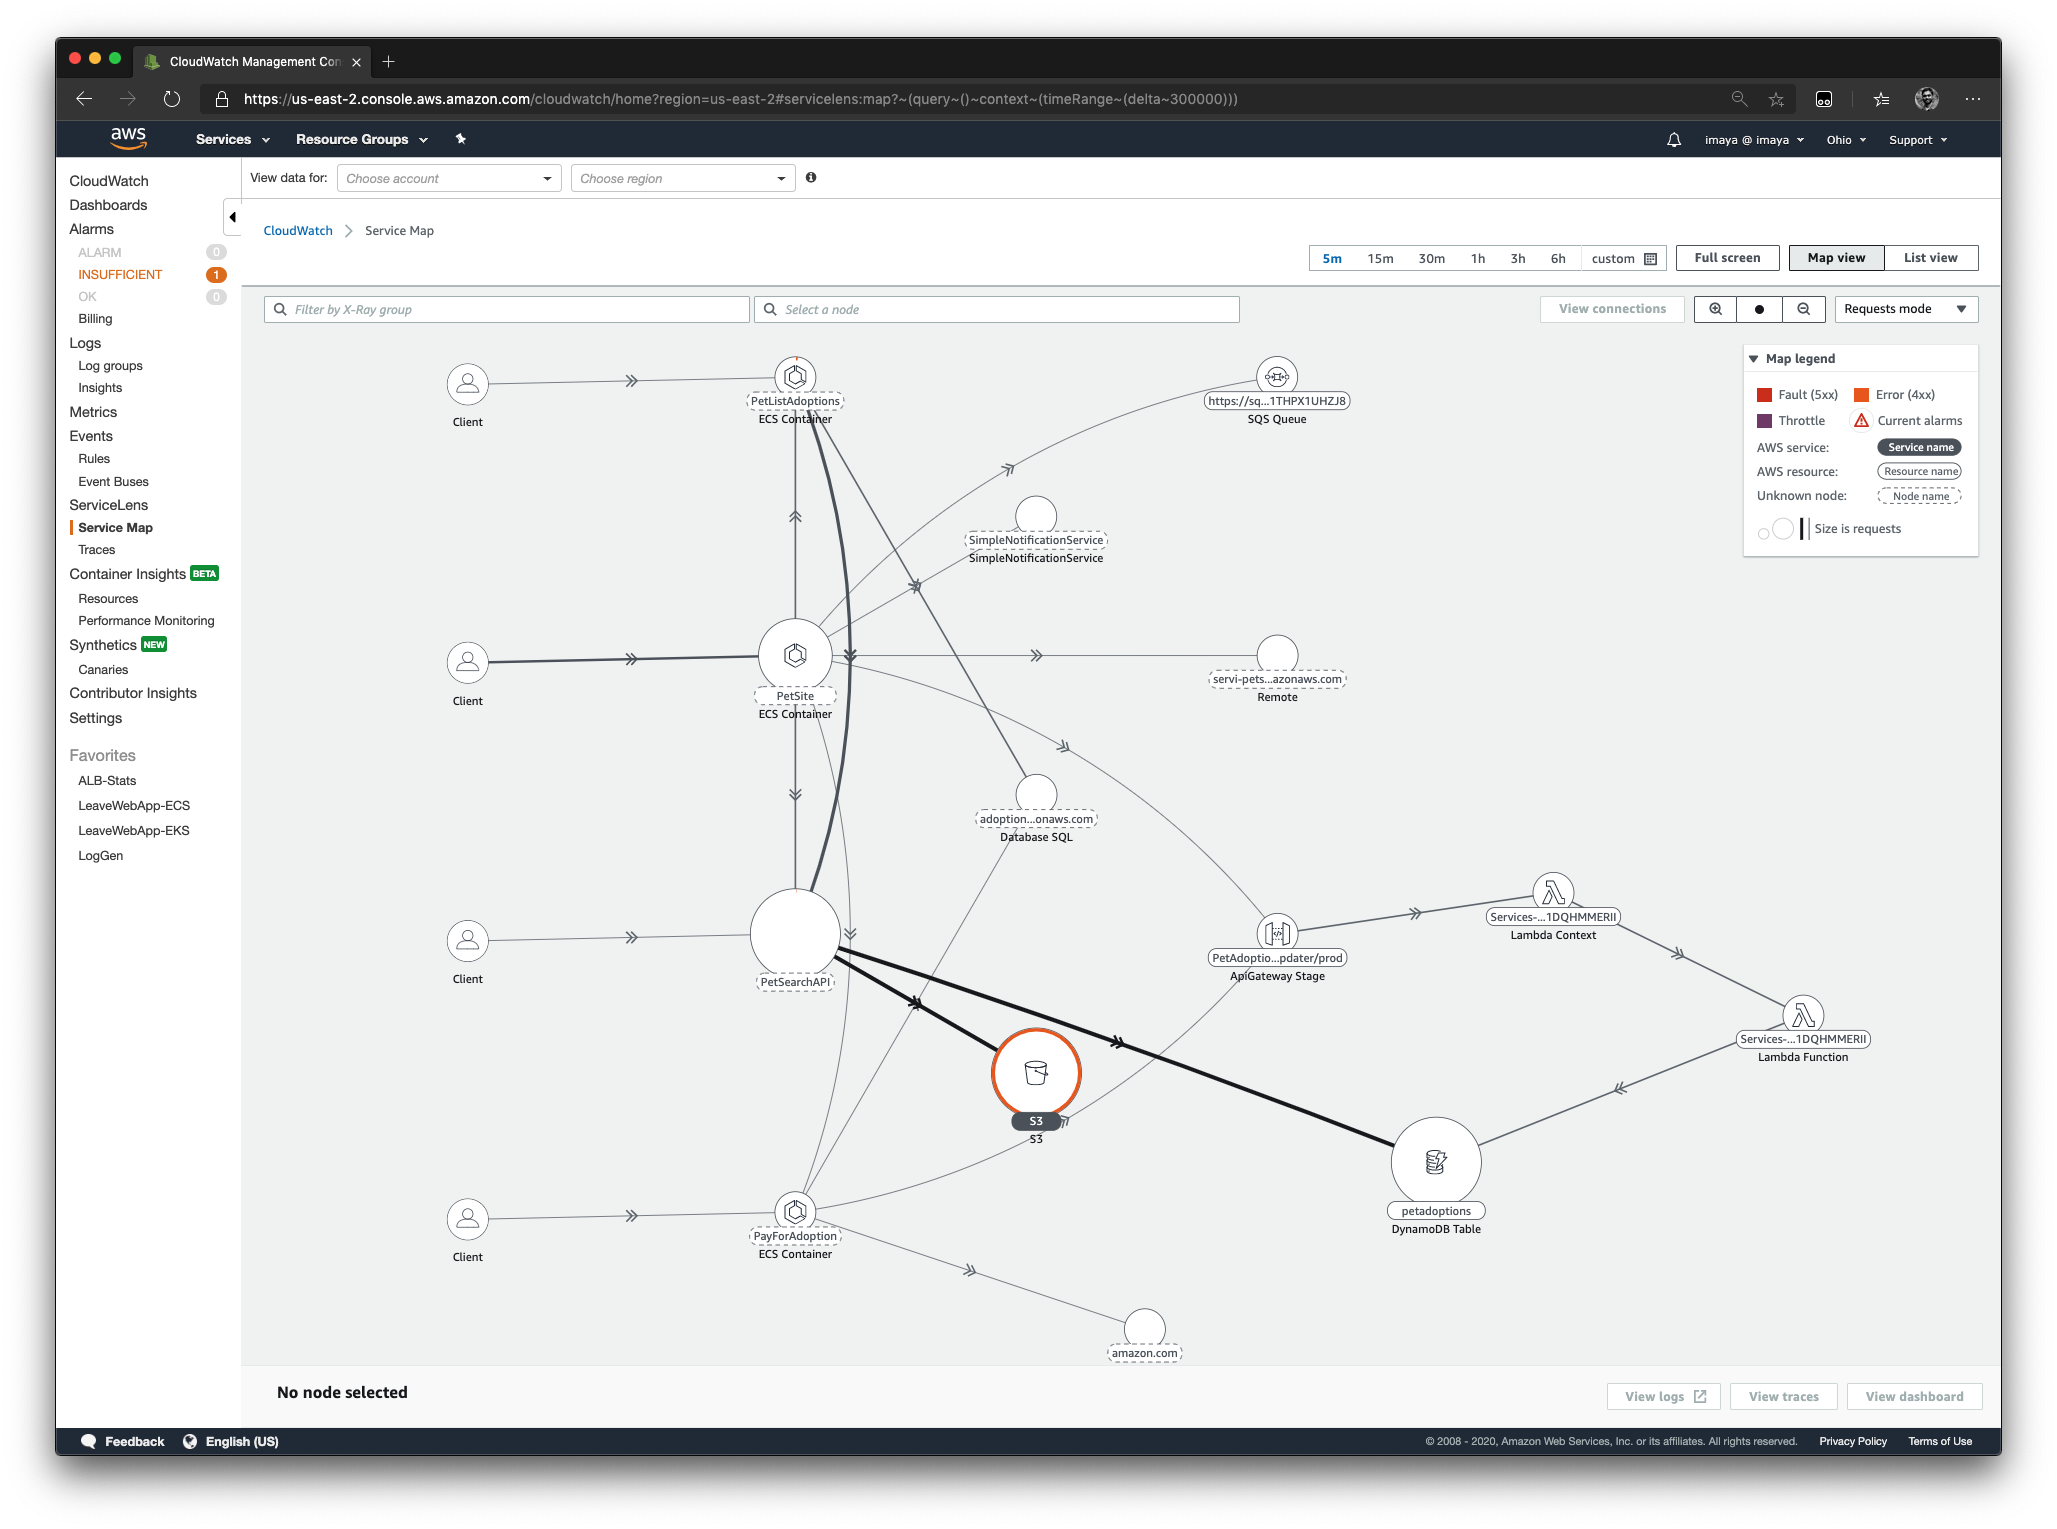 CloudWatch Management Con
https://us-east-2.console.aws.amazon.com/cloudwatch/home?region=us-east-2#servicelens:map?~(query~()~context~(timeRange~(delta~300000)))
aws
Services
Resource Groups
imaya @ imaya
Ohio
Support
CloudWatch
Dashboards
Alarms
ALARM 0
INSUFFICIENT 1
OK 0
Billing
Logs
Log groups
Insights
Metrics
Events
Rules
Event Buses
ServiceLens
Service Map
Traces
Container Insights BETA
Resources
Performance Monitoring
Synthetics NEW
Canaries
Contributor Insights
Settings
Favorites
ALB-Stats
LeaveWebApp-ECS
LeaveWebApp-EKS
LogGen
View data for: Choose account Choose region
CloudWatch Service Map
5m 15m 30m 1h 3h 6h custom
Full screen
Map view List view
Filter by X-Ray group
Select a node
View connections
Requests mode
Map legend
Fault (5xx) Error (4xx)
Throttle Current alarms
AWS service: Service name
AWS resource: Resource name
Unknown node: Node name
Size is requests
Client
PetListAdoptions
ECS Container
https://sq...1THPX1UHZJ8
SQS Queue
SimpleNotificationService
SimpleNotificationService
Client
PetSite
ECS Container
servi-pets...azonaws.com
Remote
adoption...onaws.com
Database SQL
Client
PetSearchAPI
PetAdoptio...pdater/prod
ApiGateway Stage
Services-...1DQHMMERII
Lambda Context
Services-...1DQHMMERII
Lambda Function
S3
S3
petadoptions
DynamoDB Table
Client
PayForAdoption
ECS Container
amazon.com
No node selected
View logs
View traces
View dashboard
Feedback
English (US)
© 2008 - 2020, Amazon Web Services, Inc. or its affiliates. All rights reserved.
Privacy Policy
Terms of Use